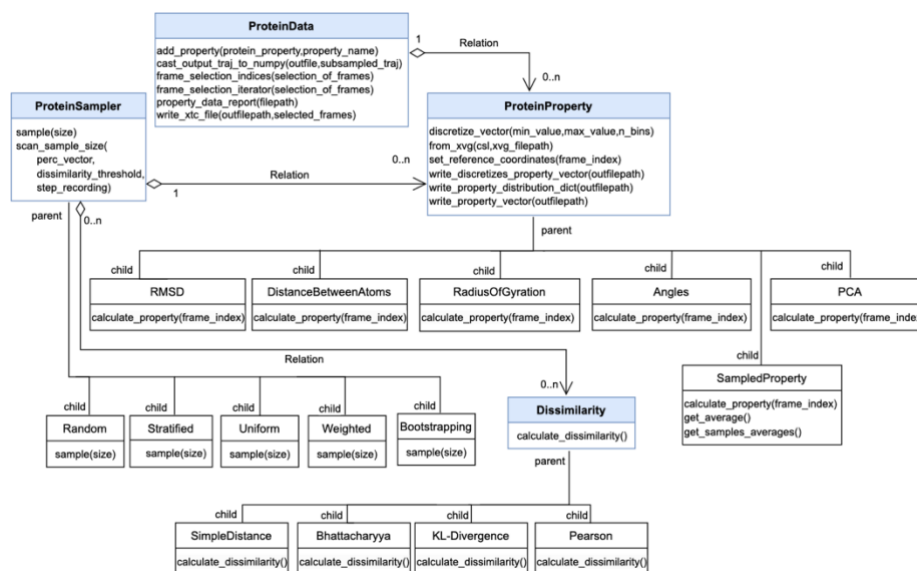 ProteinData
add_property(protein_property,property_name)
cast_output_traj_to_numpy(outfile,subsampled_traj)
frame_selection_indices(selection_of_frames)
frame_selection_iterator(selection_of_frames)
property_data_report(filepath)
write_xtc_file(outfilepath,selected_frames)
1
Relation
0..n
ProteinSampler
sample(size)
scan_sample_size(
perc_vector,
dissimilarity_threshold,
step_recording)
parent
0..n
1
Relation
0..n
ProteinProperty
discretize_vector(min_value,max_value,n_bins)
from_xvg(csl,xvg_filepath)
set_reference_coordinates(frame_index)
write_discretizes_property_vector(outfilepath)
write_property_distribution_dict(outfilepath)
write_property_vector(outfilepath)
parent
child
RMSD
calculate_property(frame_index)
child
DistanceBetweenAtoms
calculate_property(frame_index)
child
RadiusOfGyration
calculate_property(frame_index)
child
Angles
calculate_property(frame_index)
child
PCA
calculate_property(frame_index
child
SampledProperty
calculate_property(frame_index)
get_average()
get_samples_averages()
Relation
0..n
child
Random
sample(size)
child
Stratified
sample(size)
child
Uniform
sample(size)
child
Weighted
sample(size)
child
Bootstrapping
sample(size)
Dissimilarity
calculate_dissimilarity()
parent
child
SimpleDistance
calculate_dissimilarity()
child
Bhattacharyya
calculate_dissimilarity()
child
KL-Divergence
calculate_dissimilarity()
child
Pearson
calculate_dissimilarity()